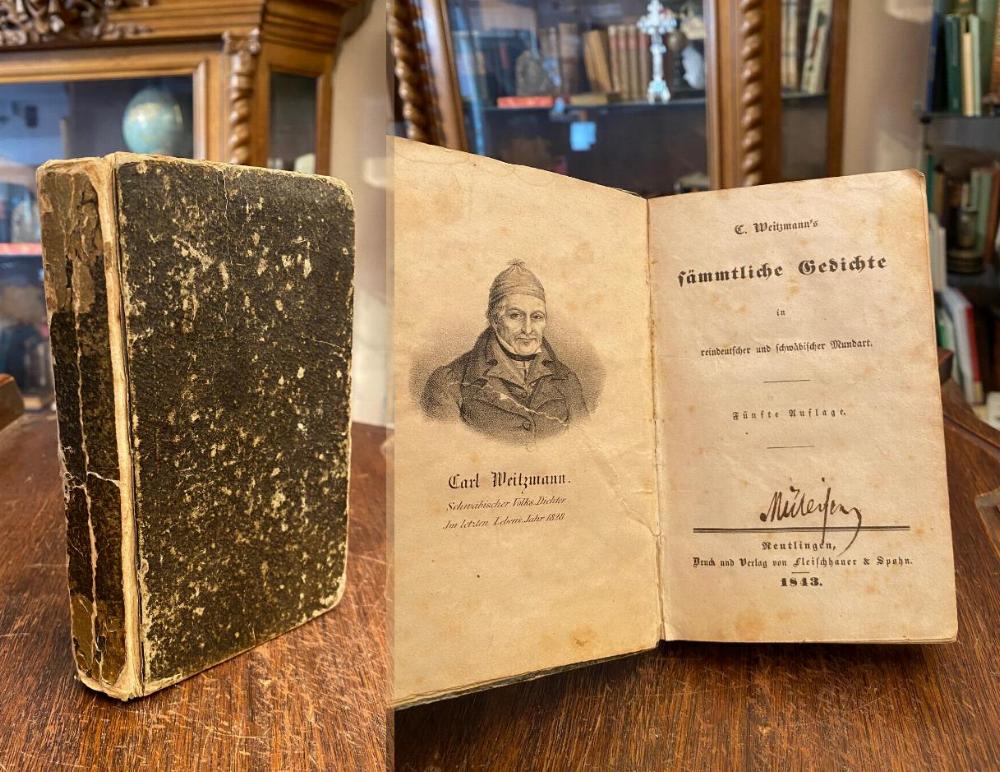 Carl Weitzmann.
Schwäbischer Volks Dichter
Im letzten Lebens Jahr 1828
C. Weitzmann's
sämmtliche Gedichte
in
reindeutscher und schwäbischer Mundart.
Fünfte Auflage.
Reutlingen,
Druck und Verlag von Fleischhauer & Spohn.
1843.